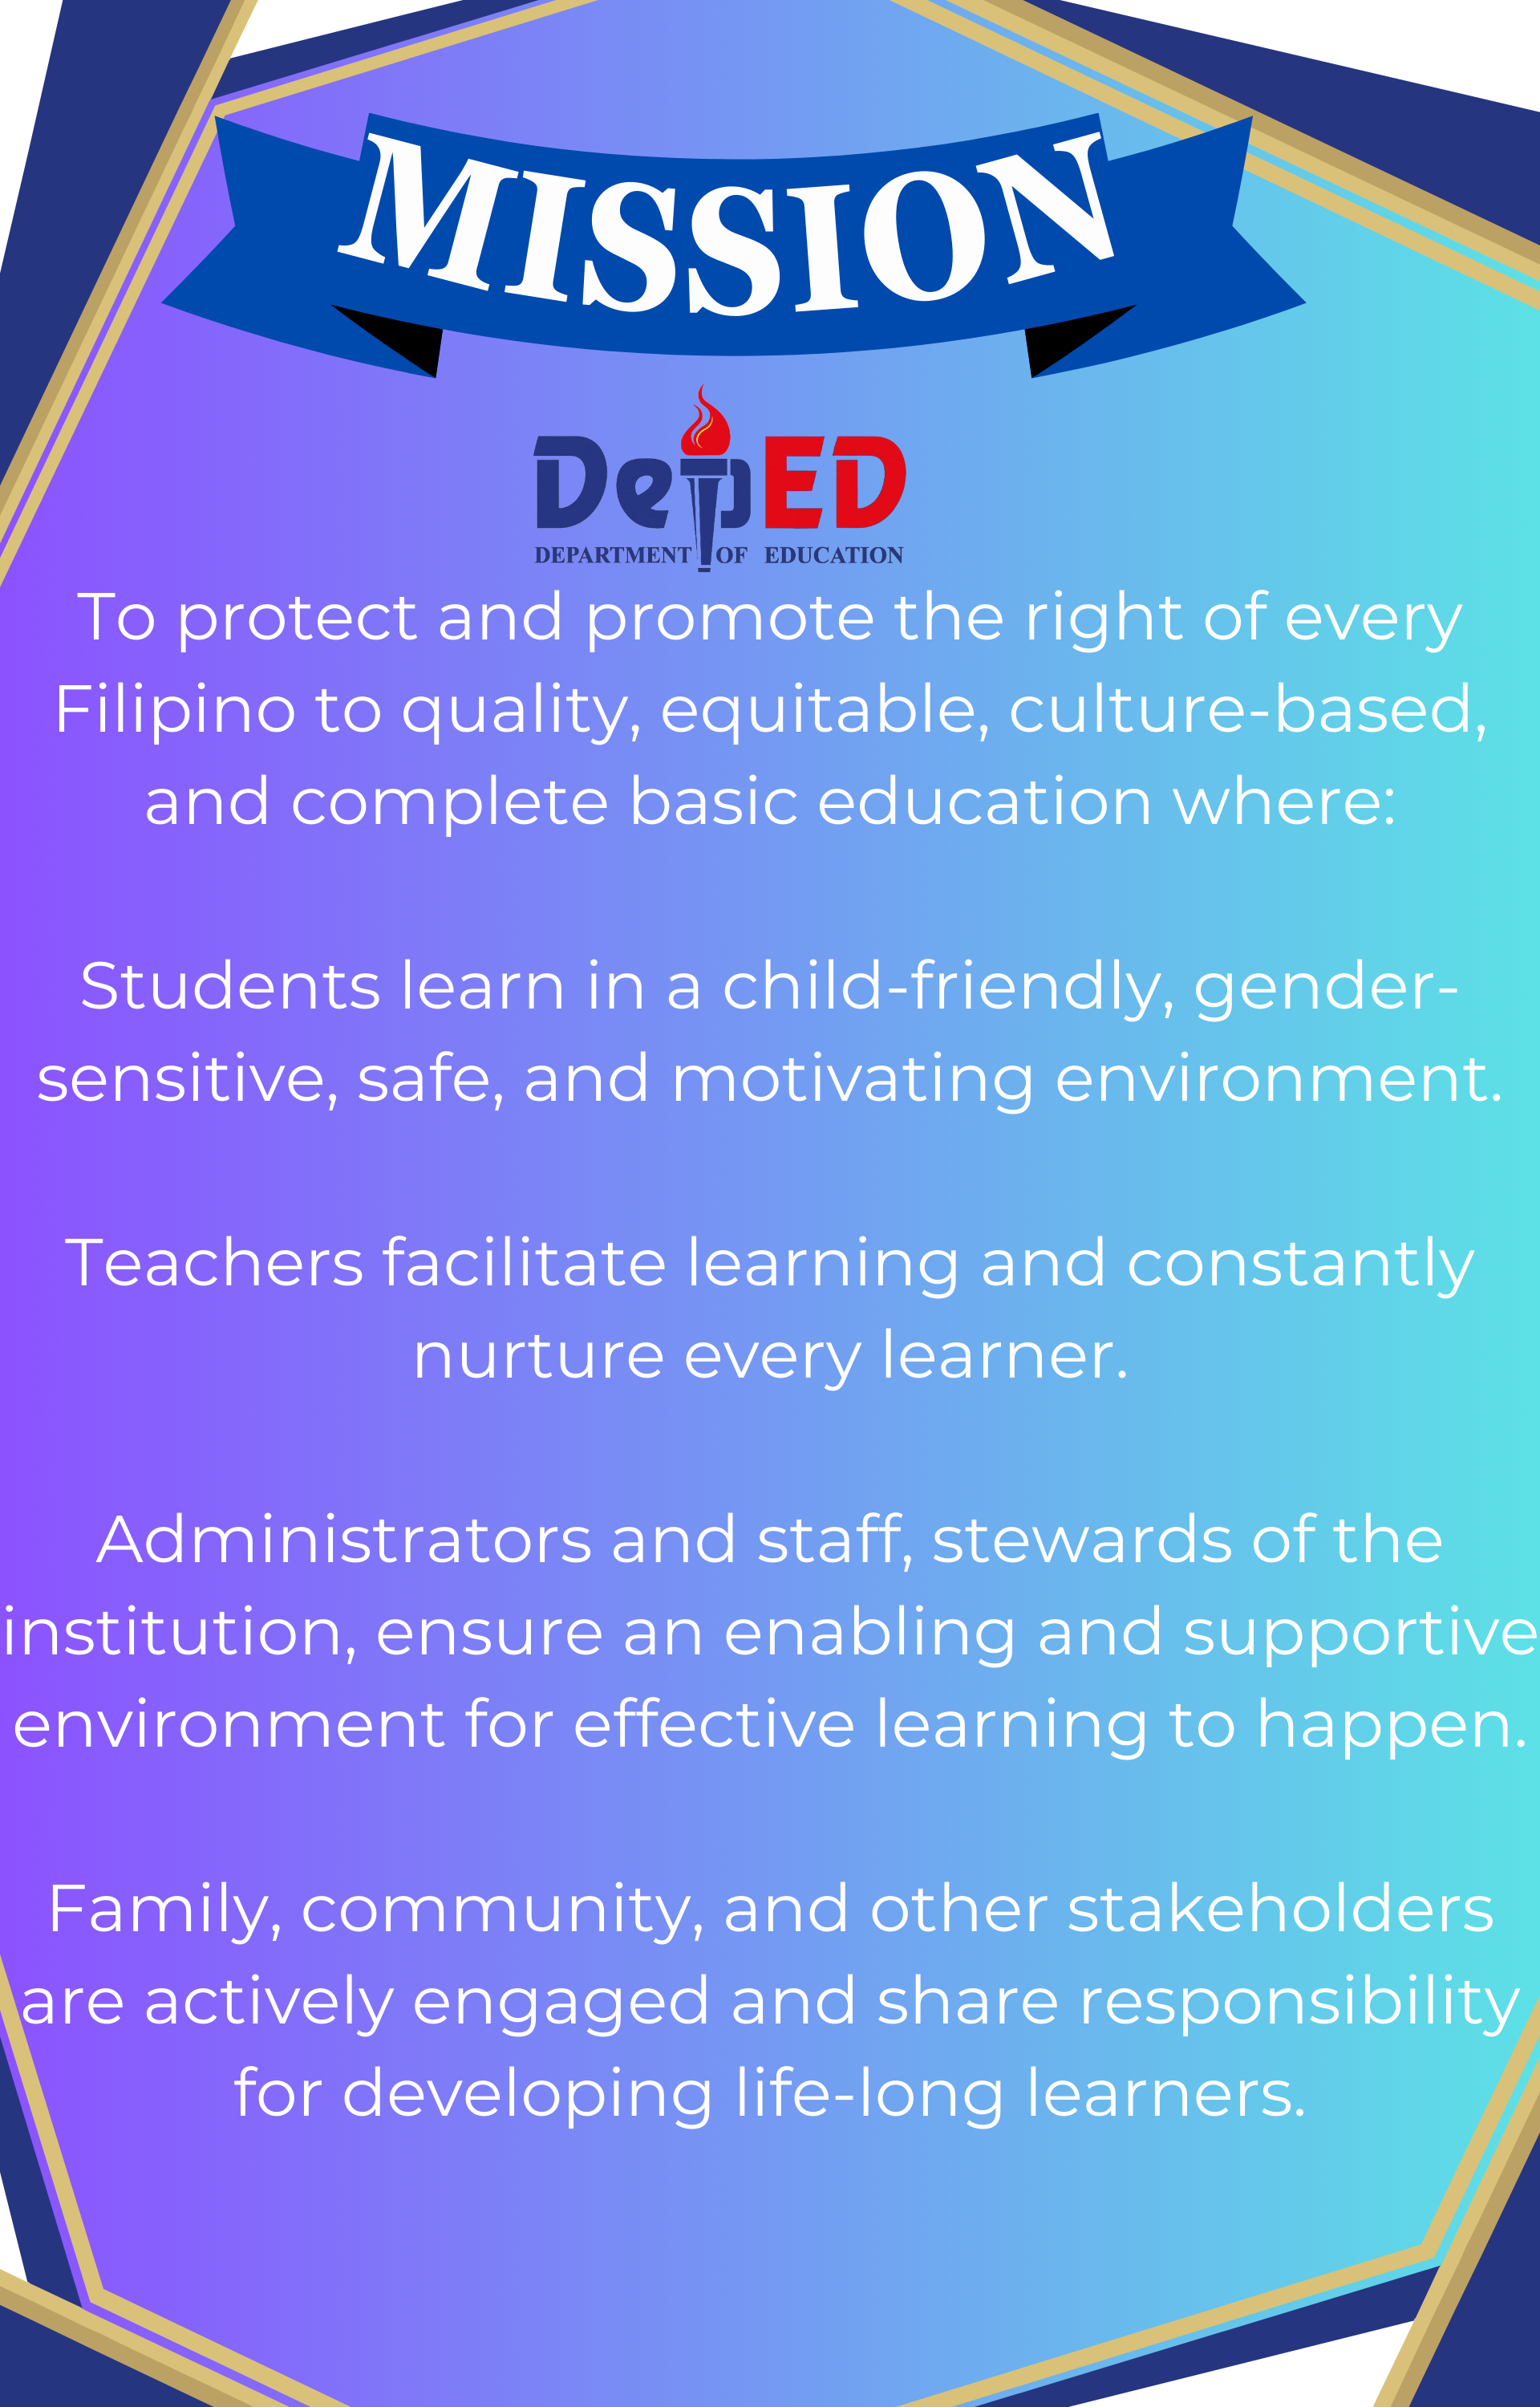 MISSION
DepED
DEPARTMENT OF EDUCATION
To protect and promote the right of every
Filipino to quality, equitable, culture-based,
and complete basic education where:
Students learn in a child-friendly, gender-
sensitive, safe, and motivating environment.
Teachers facilitate learning and constantly
nurture every learner.
Administrators and staff, stewards of the
institution, ensure an enabling and supportive
environment for effective learning to happen.
Family, community, and other stakeholders
are actively engaged and share responsibility
for developing life-long learners.